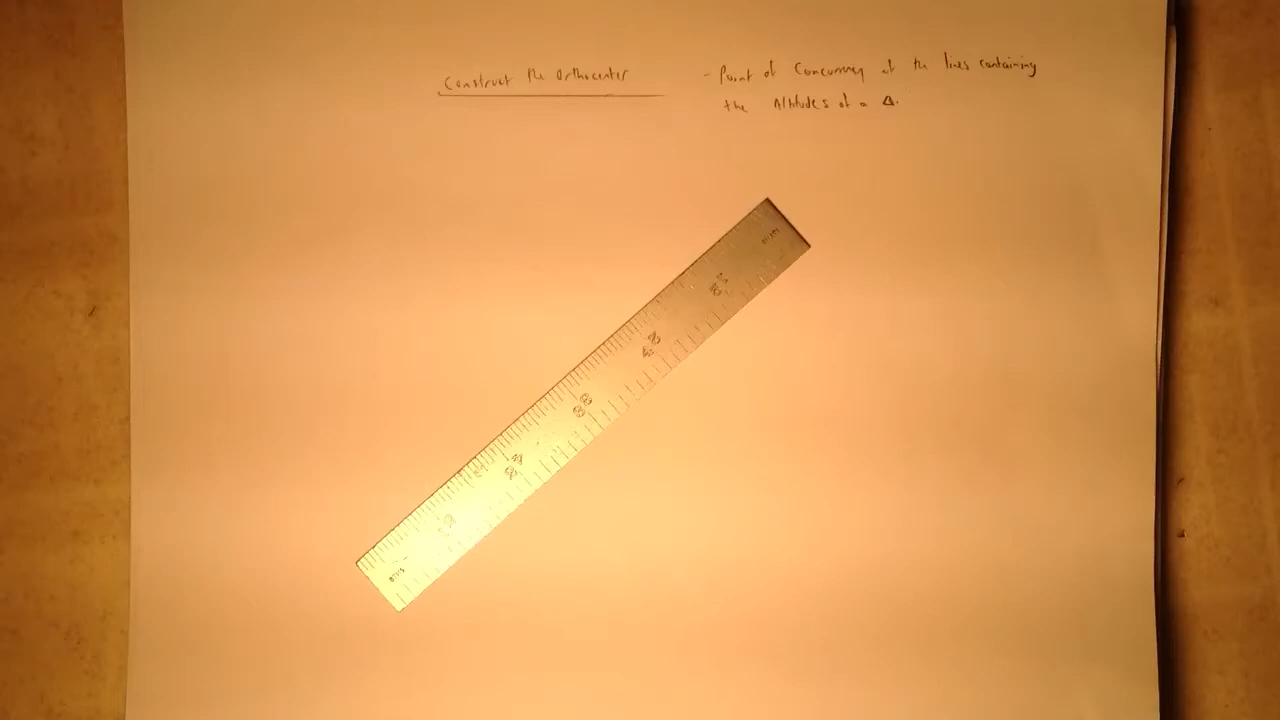 Construct the Orthocenter
- Point of Concurrency of the lines containing
the Altitudes of a Δ.